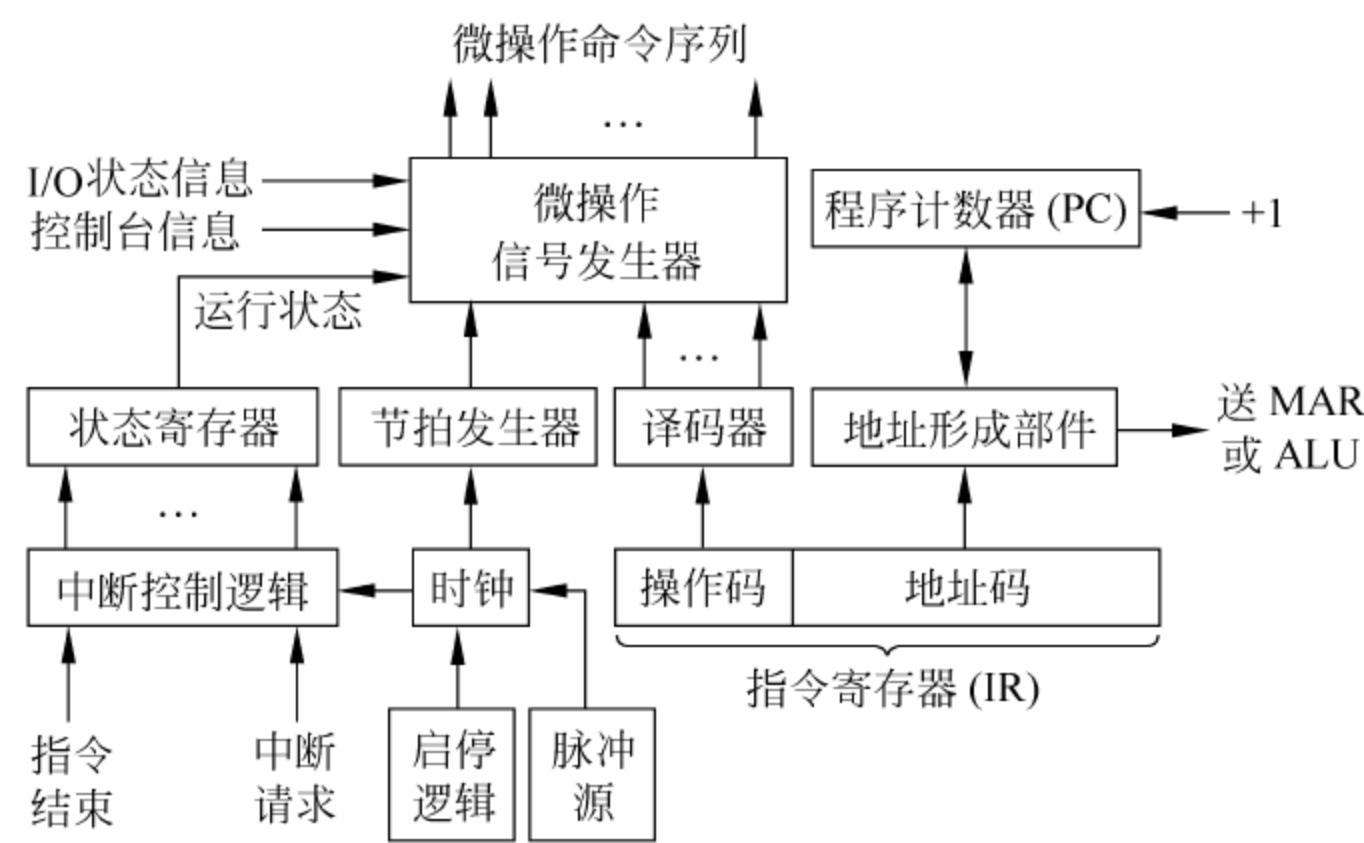 微操作命令序列
…
I/O状态信息
控制台信息
微操作
信号发生器
程序计数器 (PC)
+1
运行状态
…
状态寄存器
节拍发生器
译码器
地址形成部件
送 MAR
或 ALU
…
中断控制逻辑
时钟
操作码
地址码
指令寄存器 (IR)
指令
结束
中断
请求
启停
逻辑
脉冲
源